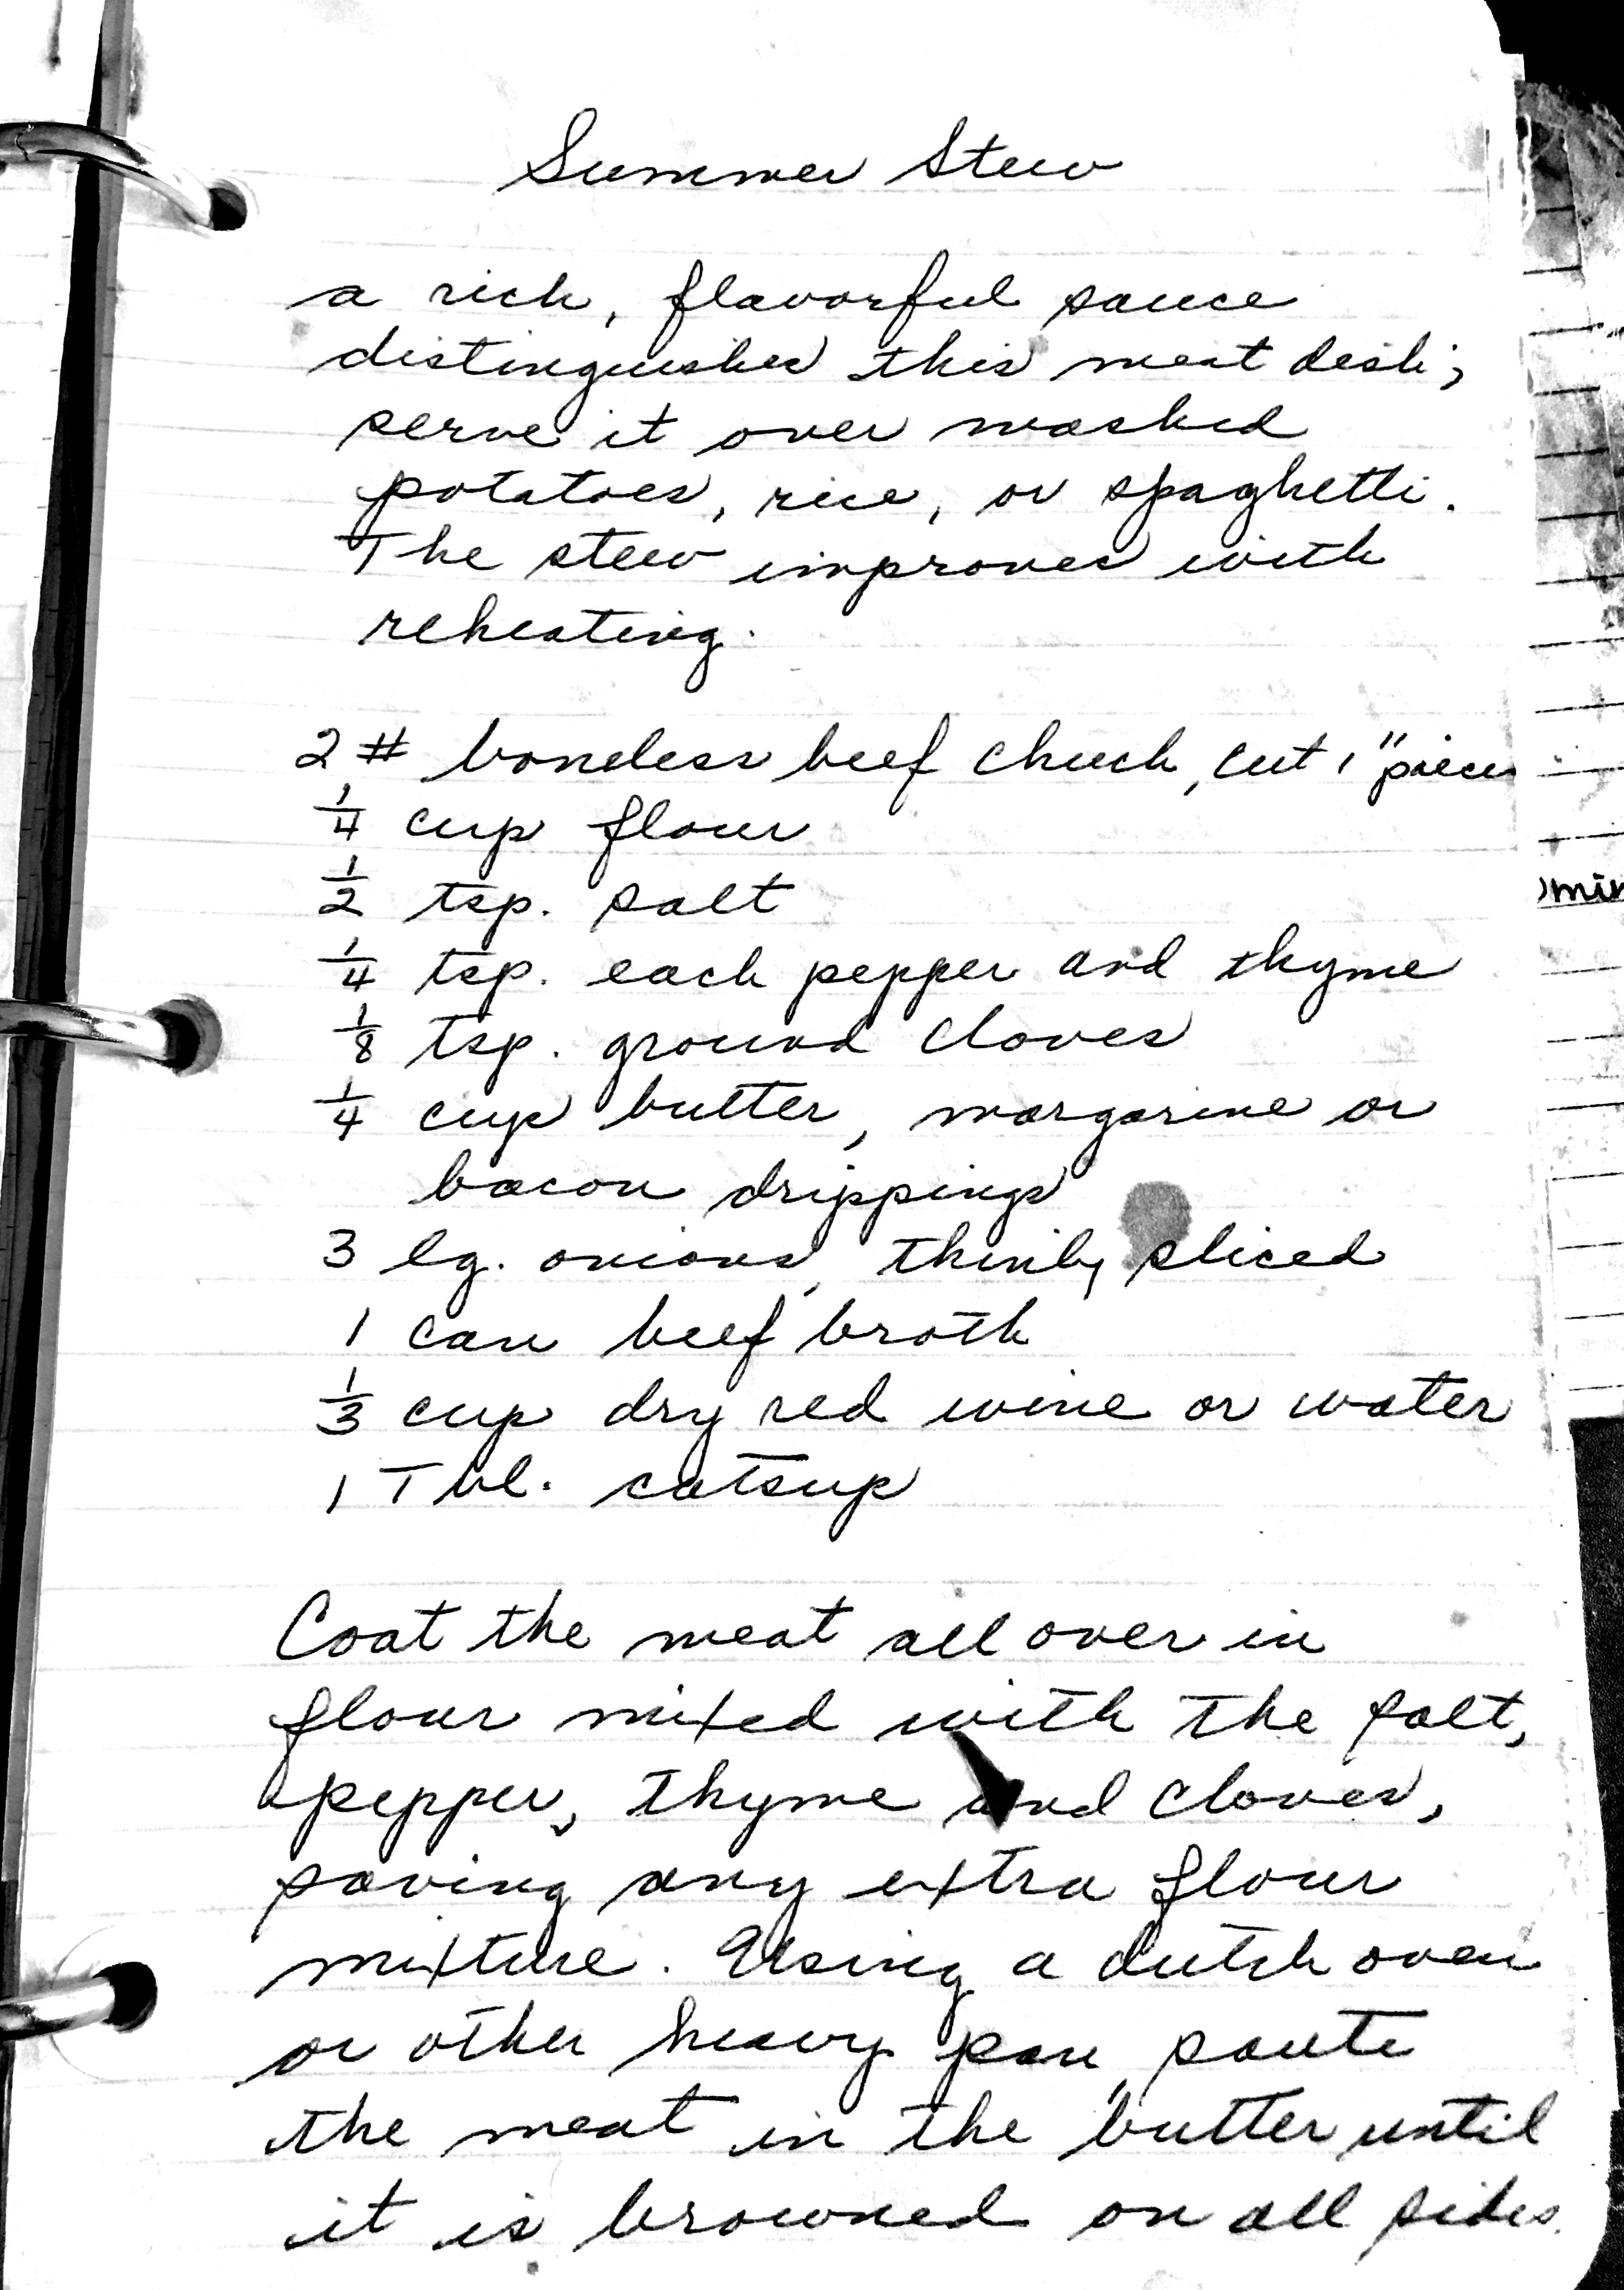 Summer Stew
a rich, flavorful sauce
distinguishes this meat dish;
serve it over mashed
potatoes, rice, or spaghetti.
The stew improves with
reheating.
2 # boneless beef chuck, cut 1" pieces
1/4 cup flour
1/2 tsp. salt
1/4 tsp. each pepper and thyme
1/8 tsp. ground cloves
1/4 cup butter, margarine or
bacon drippings
3 lg. onions, thinly sliced
1 can beef broth
1/3 cup dry red wine or water
1 Tbl. catsup
Coat the meat all over in
flour mixed with the salt,
pepper, thyme and cloves,
saving any extra flour
mixture. Using a dutch oven
or other heavy pan, saute
the meat in the butter until
it is browned on all sides.